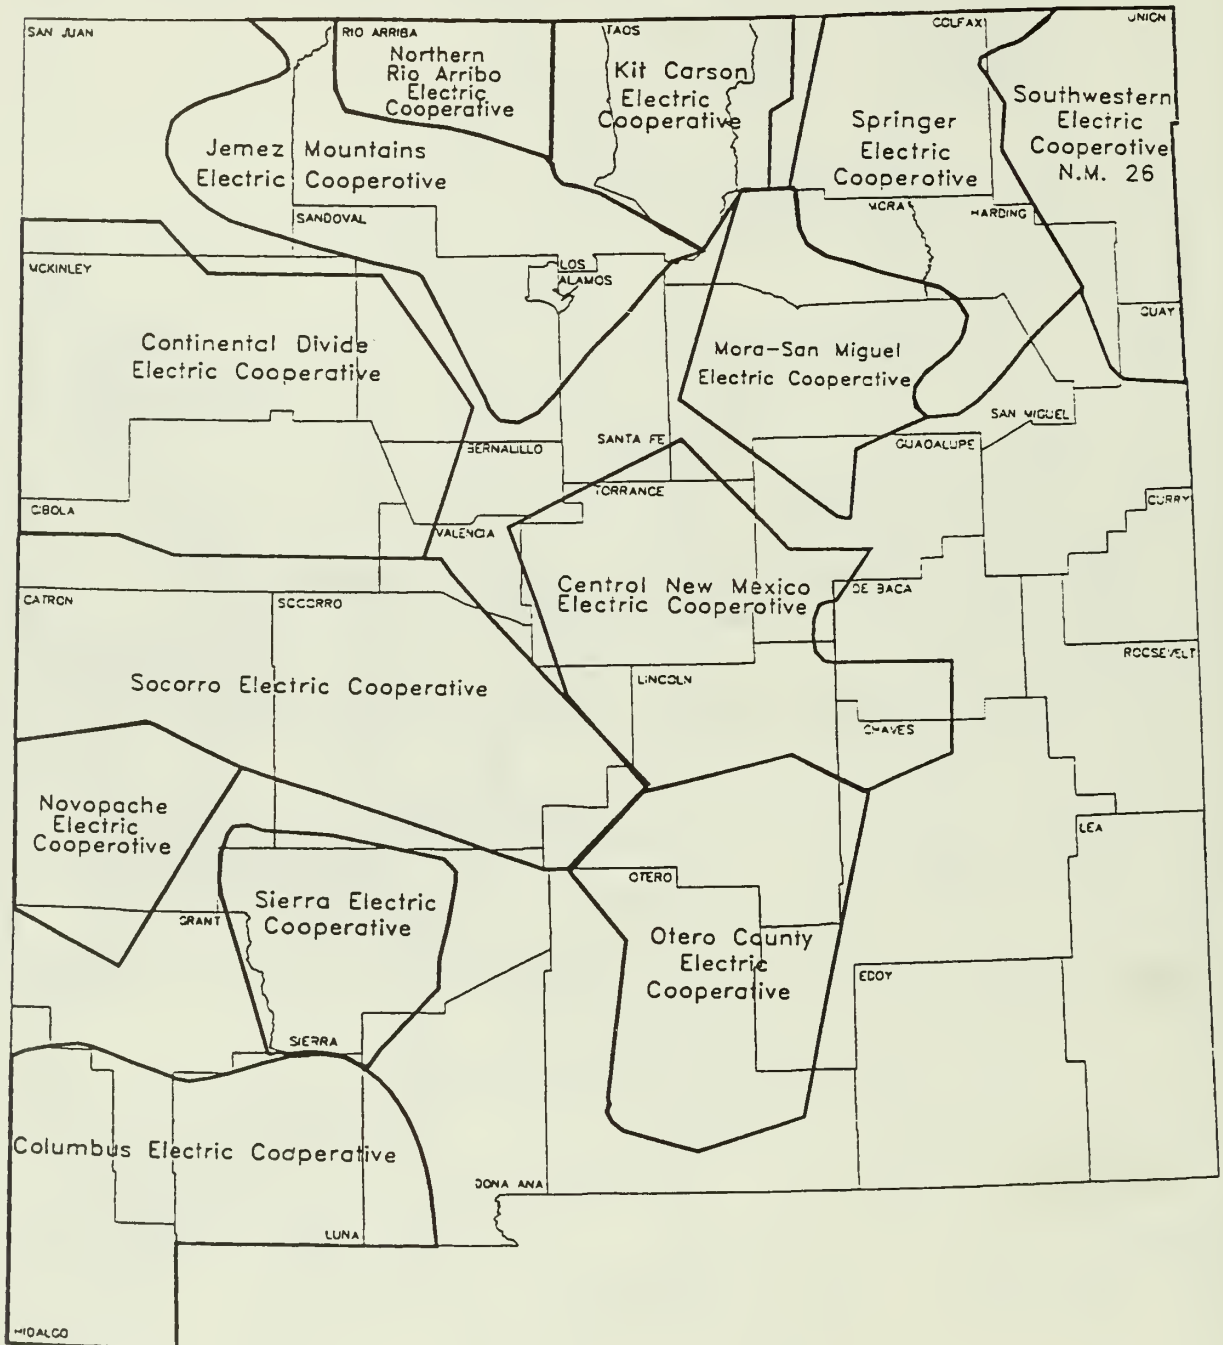 SAN JUAN
RIO ARRIBA
TAOS
COLFAX
UNION
Northern
Rio Arribo
Electric
Cooperative
Kit Carson
Electric
Cooperative
Springer
Electric
Cooperative
Southwestern
Electric
Cooperotive
N.M. 26
Jemez Mountains
Electric Cooperotive
SANDOVAL
MORA
HARDING
MCKINLEY
LOS
ALAMOS
QUAY
Continental Divide
Electric Cooperative
Mora-San Miguel
Electric Cooperative
SAN MIGUEL
BERNALILLO
SANTA FE
GUADALUPE
CIBOLA
TORRANCE
CURRY
VALENCIA
Central New Mexico
Electric Cooperative
DE BACA
CATRON
SOCORRO
ROOSEVELT
LINCOLN
Socorro Electric Cooperative
CHAVES
Novopache
Electric
Cooperotive
LEA
OTERO
Sierra Electric
Cooperative
GRANT
Otero County
Electric
Cooperative
EDDY
SIERRA
Columbus Electric Cooperative
DONA ANA
LUNA
HIDALGO